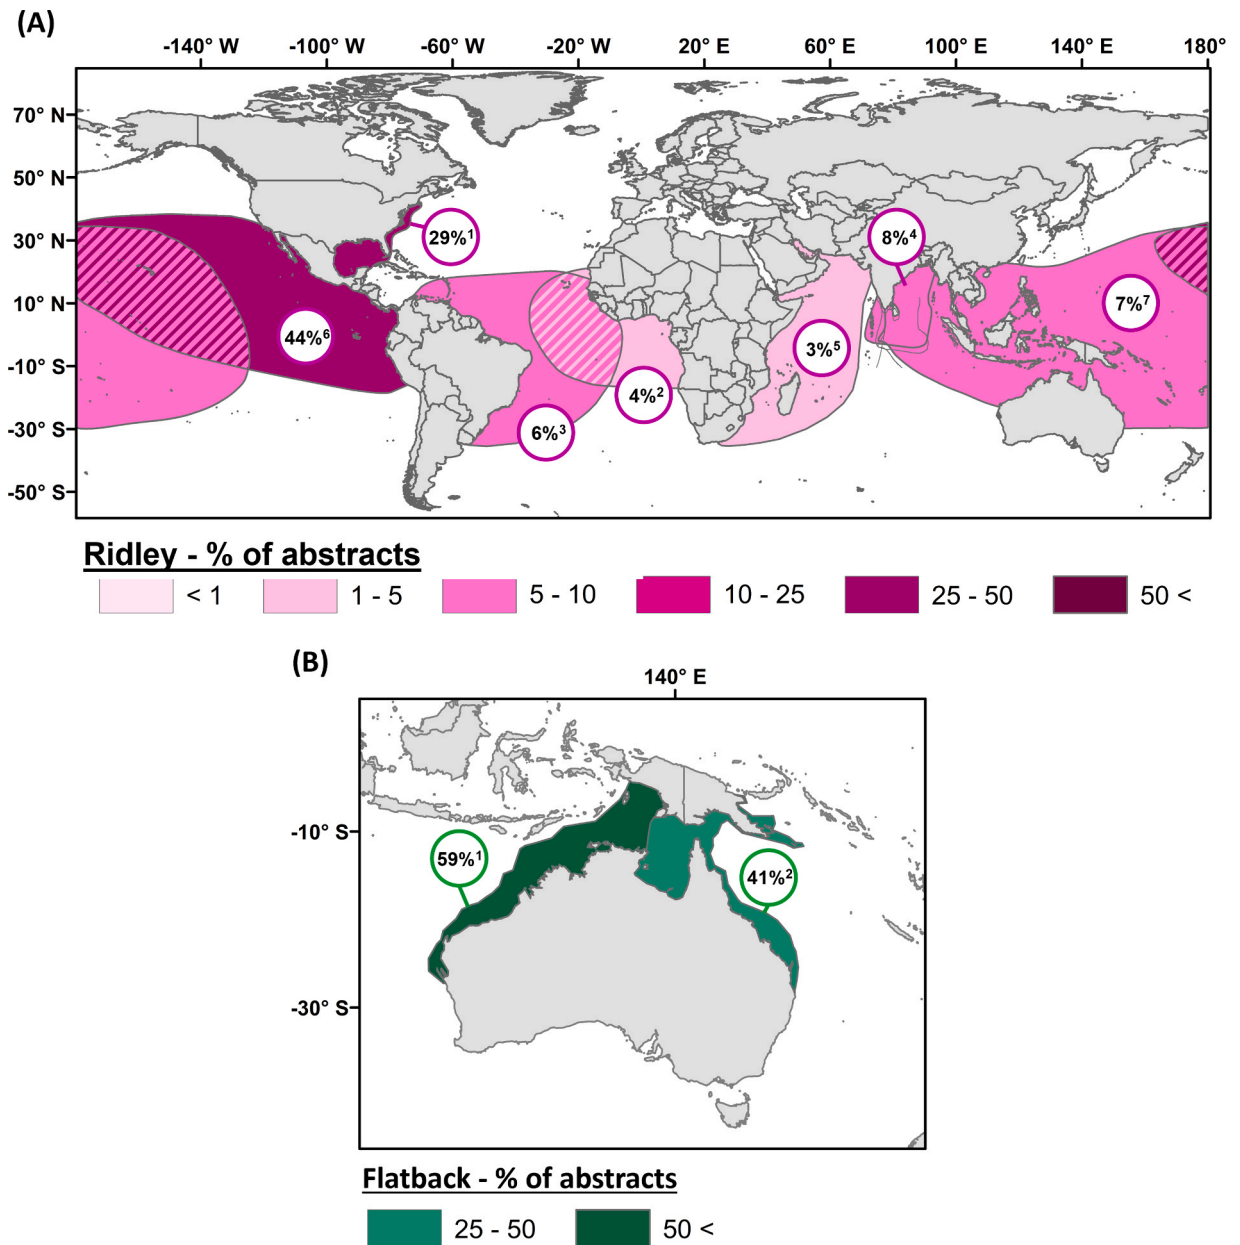 (A)
-140° W -100° W -60° W -20° W 20° E 60° E 100° E 140° E 180°
70° N
50° N
30° N
10° N
-10° S
-30° S
-50° S
29%¹
8%⁴
7%⁷
44%⁶
3%⁵
4%²
6%³
Ridley - % of abstracts
< 1 1 - 5 5 - 10 10 - 25 25 - 50 50 <
(B)
140° E
-10° S
-30° S
59%¹
41%²
Flatback - % of abstracts
25 - 50 50 <